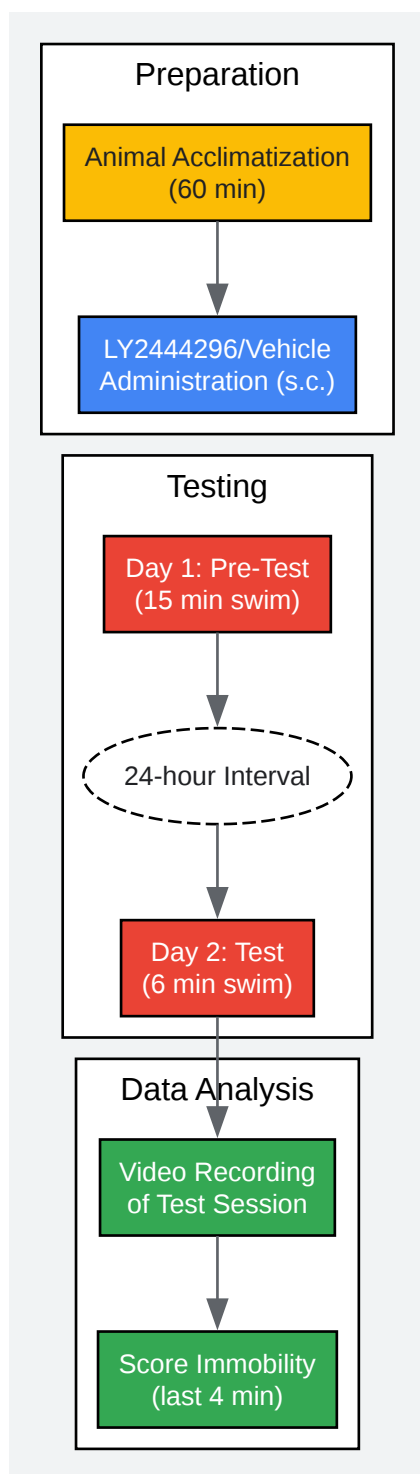 Preparation
Animal Acclimatization
(60 min)
LY2444296/Vehicle
Administration (s.c.)
Testing
Day 1: Pre-Test
(15 min swim)
24-hour Interval
Day 2: Test
(6 min swim)
Data Analysis
Video Recording
of Test Session
Score Immobility
(last 4 min)